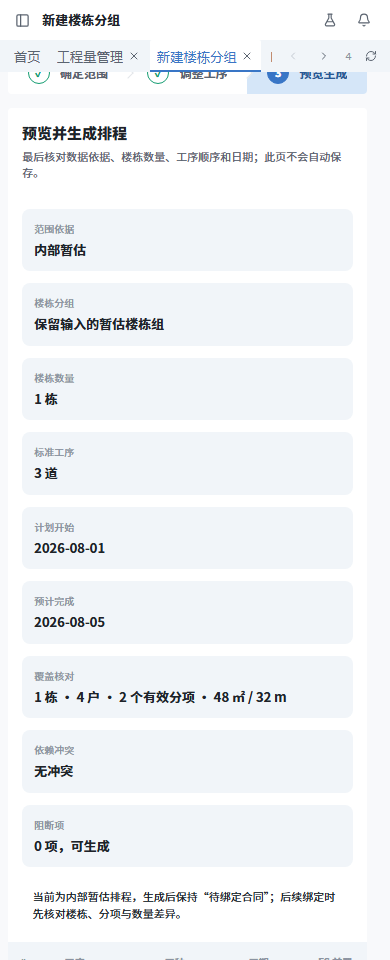 新建楼栋分组
首页 工程量管理 新建楼栋分组 4
确定范围 调整工序 3 预览生成
预览并生成排程
最后核对数据依据、楼栋数量、工序顺序和日期；此页不会自动保
存。
范围依据
内部暂估
楼栋分组
保留输入的暂估楼栋组
楼栋数量
1 栋
标准工序
3 道
计划开始
2026-08-01
预计完成
2026-08-05
覆盖核对
1 栋 · 4 户 · 2 个有效分项 · 48 ㎡ / 32 m
依赖冲突
无冲突
阻断项
0 项，可生成
当前为内部暂估排程，生成后保持“待绑定合同”；后续绑定时
先核对楼栋、分项与数量差异。